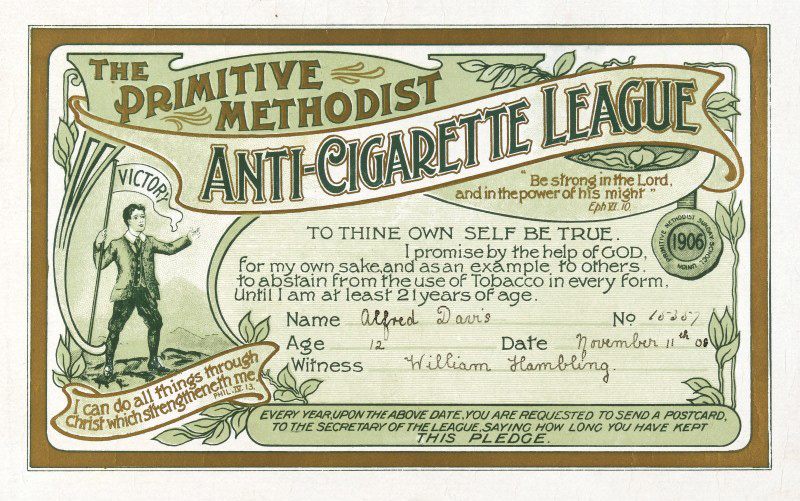 THE
PRIMITIVE
METHODIST
ANTI-CIGARETTE LEAGUE
"Be strong in the Lord,
and in the power of his might"
Eph VI. 10.
VICTORY
PRIMITIVE METHODIST SUNDAY SCHOOL UNION
1906
TO THINE OWN SELF BE TRUE.
I promise by the help of GOD,
for my own sake, and as an example to others.
to abstain from the use of Tobacco in every form,
until I am at least 21 years of age.
Name Alfred Davis No 15357
Age 12 Date November 11th 08
Witness William Hambling.
I can do all things through
Christ which strengtheneth me.
PHIL. IV. 13.
EVERY YEAR, UPON THE ABOVE DATE, YOU ARE REQUESTED TO SEND A POSTCARD,
TO THE SECRETARY OF THE LEAGUE, SAYING HOW LONG YOU HAVE KEPT
THIS PLEDGE.